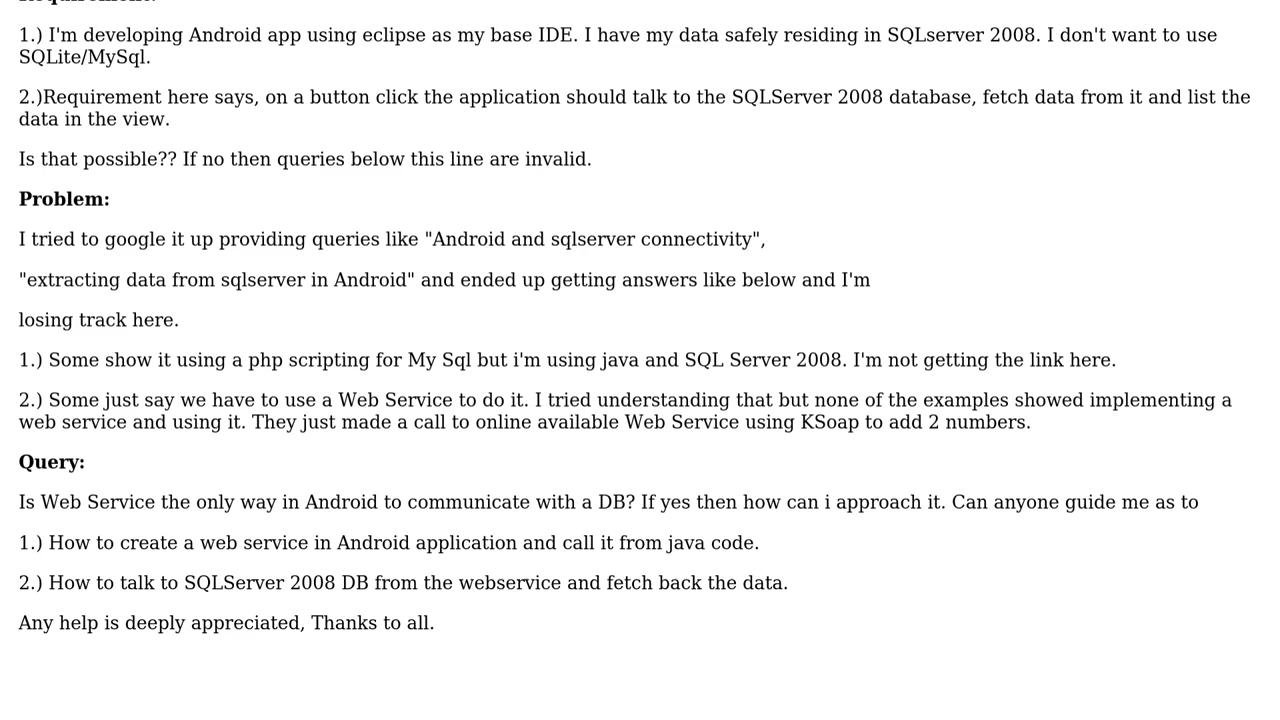 1.) I'm developing Android app using eclipse as my base IDE. I have my data safely residing in SQLserver 2008. I don't want to use
SQLite/MySql.
2.)Requirement here says, on a button click the application should talk to the SQLServer 2008 database, fetch data from it and list the
data in the view.
Is that possible?? If no then queries below this line are invalid.
Problem:
I tried to google it up providing queries like "Android and sqlserver connectivity",
"extracting data from sqlserver in Android" and ended up getting answers like below and I'm
losing track here.
1.) Some show it using a php scripting for My Sql but i'm using java and SQL Server 2008. I'm not getting the link here.
2.) Some just say we have to use a Web Service to do it. I tried understanding that but none of the examples showed implementing a
web service and using it. They just made a call to online available Web Service using KSoap to add 2 numbers.
Query:
Is Web Service the only way in Android to communicate with a DB? If yes then how can i approach it. Can anyone guide me as to
1.) How to create a web service in Android application and call it from java code.
2.) How to talk to SQLServer 2008 DB from the webservice and fetch back the data.
Any help is deeply appreciated, Thanks to all.